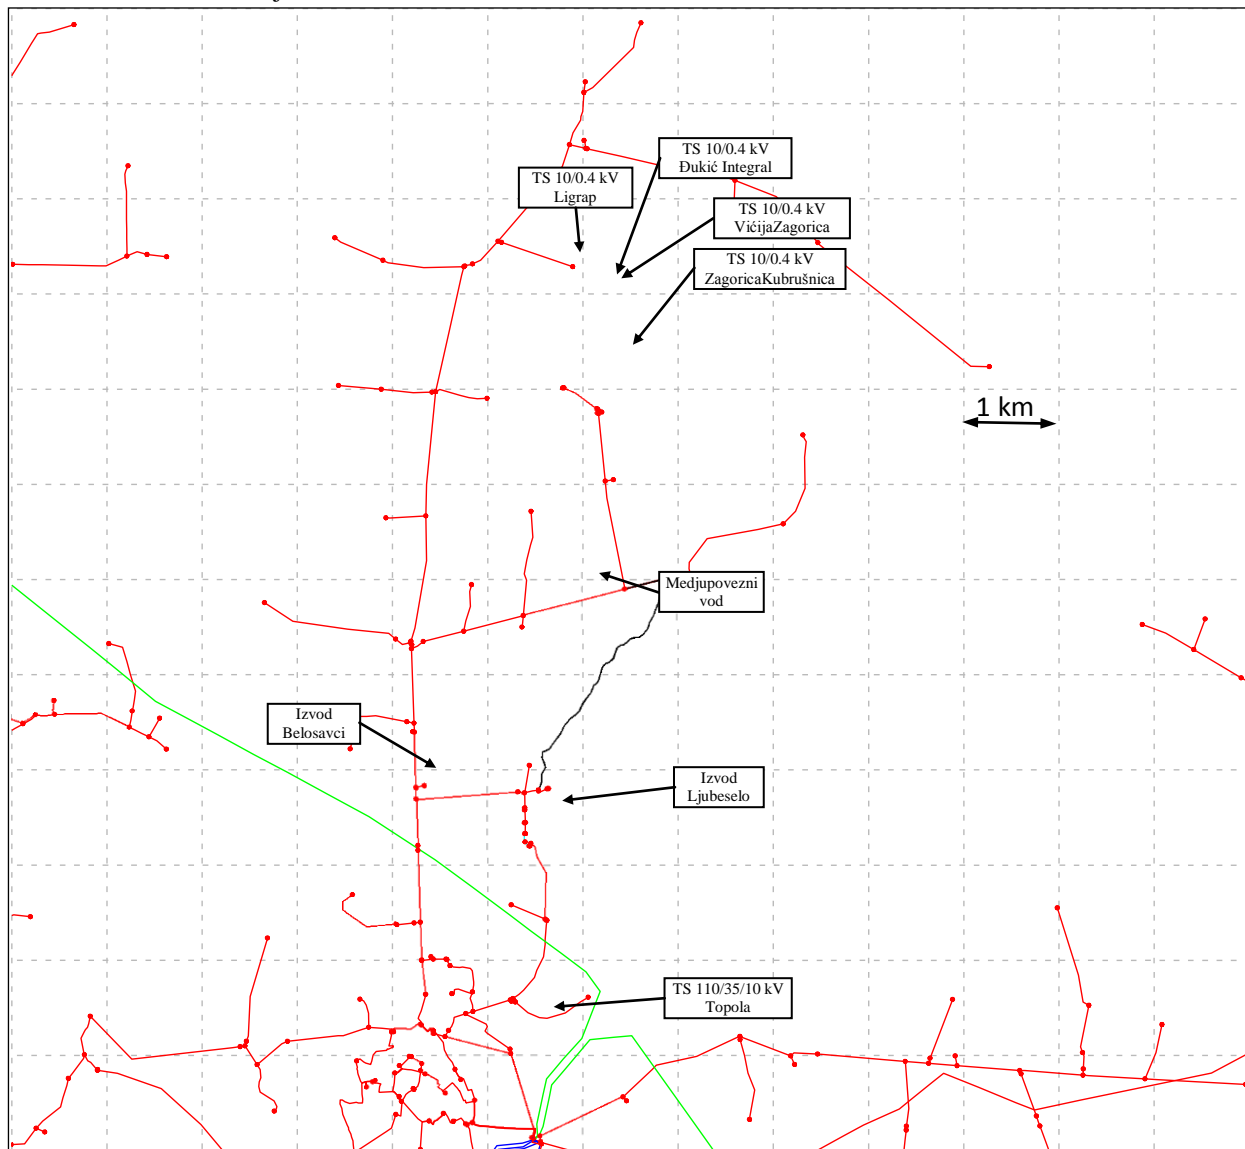 TS 10/0.4 kV
Đukić Integral
TS 10/0.4 kV
Ligrap
TS 10/0.4 kV
VićijaZagorica
TS 10/0.4 kV
ZagoricaKubrušnica
1 km
Medjupovezni
vod
Izvod
Belosavci
Izvod
Ljubeselo
TS 110/35/10 kV
Topola